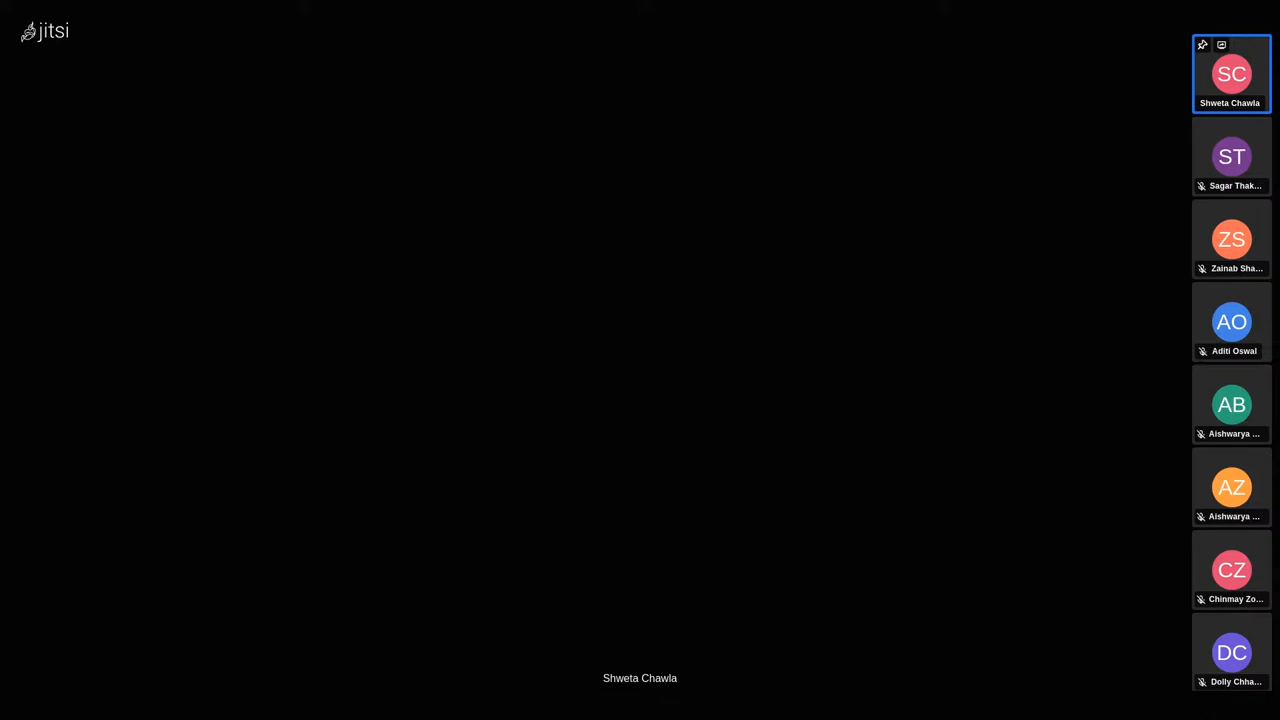 jitsi
SC
Shweta Chawla
ST
Sagar Thak...
ZS
Zainab Sha...
AO
Aditi Oswal
AB
Aishwarya ...
AZ
Aishwarya ...
CZ
Chinmay Zo...
DC
Dolly Chha...
Shweta Chawla